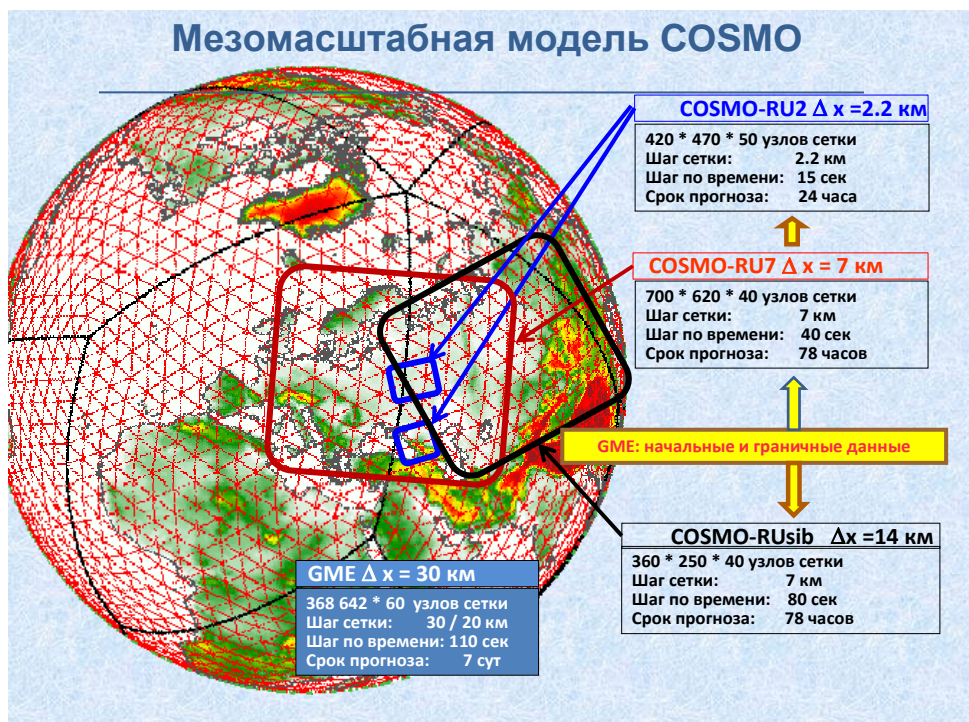 Мезомасштабная модель COSMO
COSMO-RU2 Δ x =2.2 км
420 * 470 * 50 узлов сетки
Шаг сетки: 2.2 км
Шаг по времени: 15 сек
Срок прогноза: 24 часа
COSMO-RU7 Δ x = 7 км
700 * 620 * 40 узлов сетки
Шаг сетки: 7 км
Шаг по времени: 40 сек
Срок прогноза: 78 часов
GME: начальные и граничные данные
COSMO-RUsib Δx =14 км
360 * 250 * 40 узлов сетки
Шаг сетки: 7 км
Шаг по времени: 80 сек
Срок прогноза: 78 часов
GME Δ x = 30 км
368 642 * 60 узлов сетки
Шаг сетки: 30 / 20 км
Шаг по времени: 110 сек
Срок прогноза: 7 сут